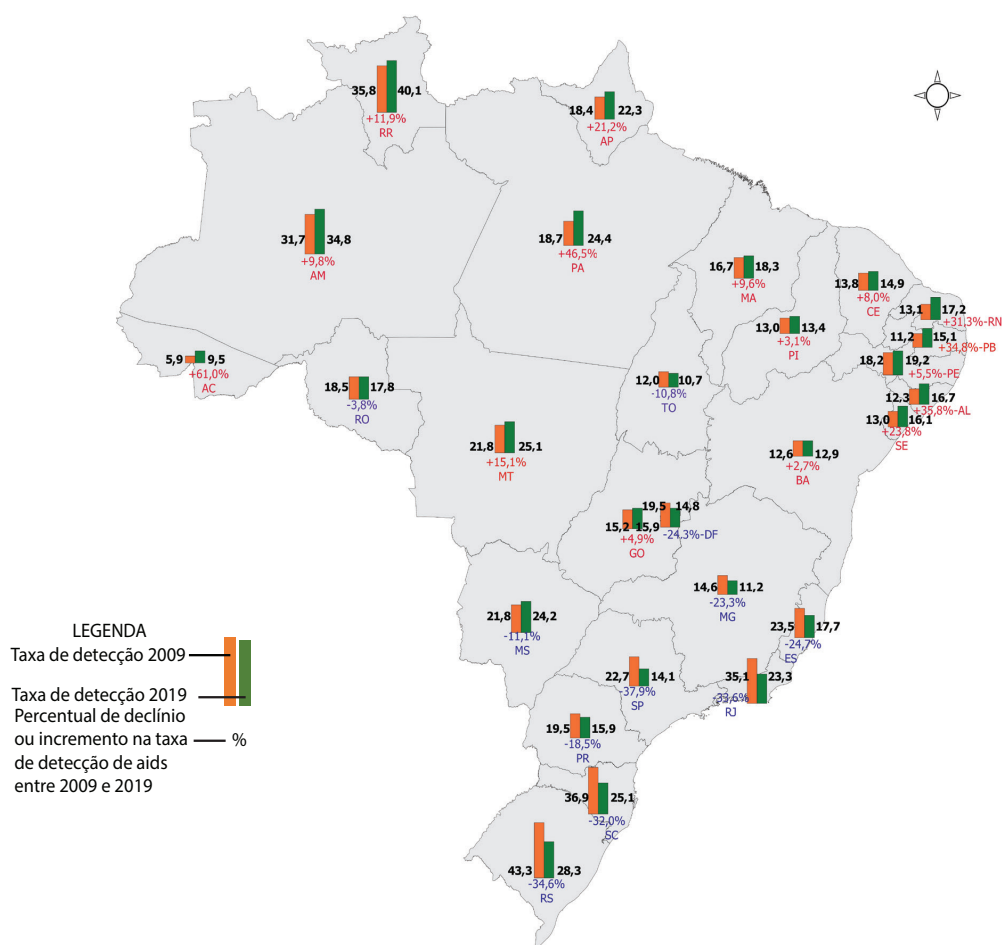 35,8 40,1
+11,9%
RR
18,4 22,3
+21,2%
AP
31,7 34,8
+9,8%
AM
18,7 24,4
+46,5%
PA
16,7 18,3
+9,6%
MA
13,8 14,9
+8,0%
CE
13,1 17,2
+31,3%-RN
11,2 15,1
+34,8%-PB
13,0 13,4
+3,1%
PI
18,2 19,2
+5,5%-PE
12,3 16,7
+35,8%-AL
13,0 16,1
+23,8%
SE
5,9 9,5
+61,0%
AC
18,5 17,8
-3,8%
RO
12,0 10,7
-10,8%
TO
21,8 25,1
+15,1%
MT
12,6 12,9
+2,7%
BA
19,5 14,8
-24,3%-DF
15,2 15,9
+4,9%
GO
14,6 11,2
-23,3%
MG
21,8 24,2
-11,1%
MS
23,5 17,7
-24,7%
ES
22,7 14,1
-37,9%
SP
35,1 23,3
-33,6%
RJ
19,5 15,9
-18,5%
PR
36,9 25,1
-32,0%
SC
43,3 28,3
-34,6%
RS
LEGENDA
Taxa de detecção 2009
Taxa de detecção 2019
Percentual de declínio
ou incremento na taxa %
de detecção de aids
entre 2009 e 2019